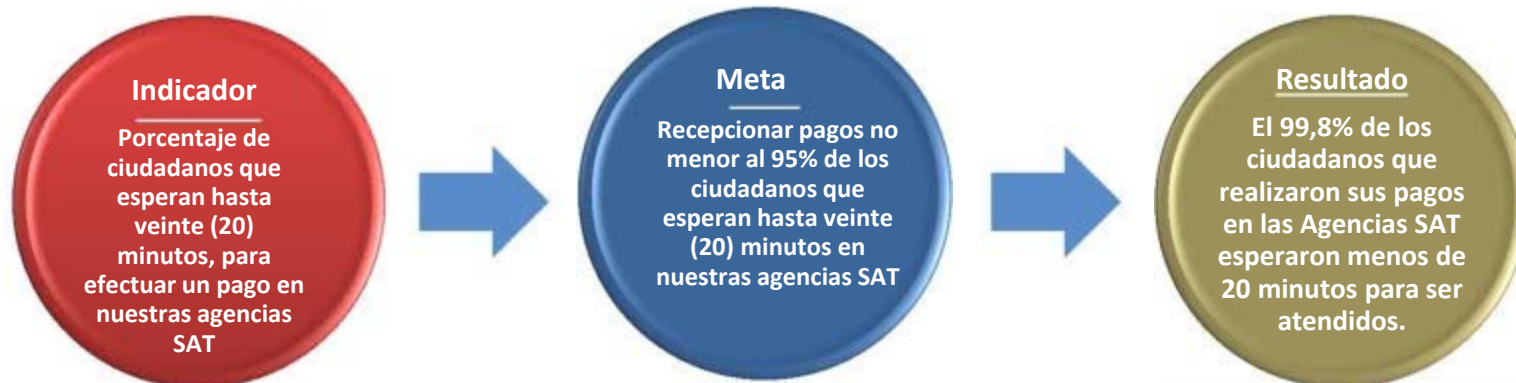 Indicador
Porcentaje de
ciudadanos que
esperan hasta
veinte (20)
minutos, para
efectuar un pago en
nuestras agencias
SAT
Meta
Recepcionar pagos no
menor al 95% de los
ciudadanos que
esperan hasta veinte
(20) minutos en
nuestras agencias SAT
Resultado
El 99,8% de los
ciudadanos que
realizaron sus pagos
en las Agencias SAT
esperaron menos de
20 minutos para ser
atendidos.